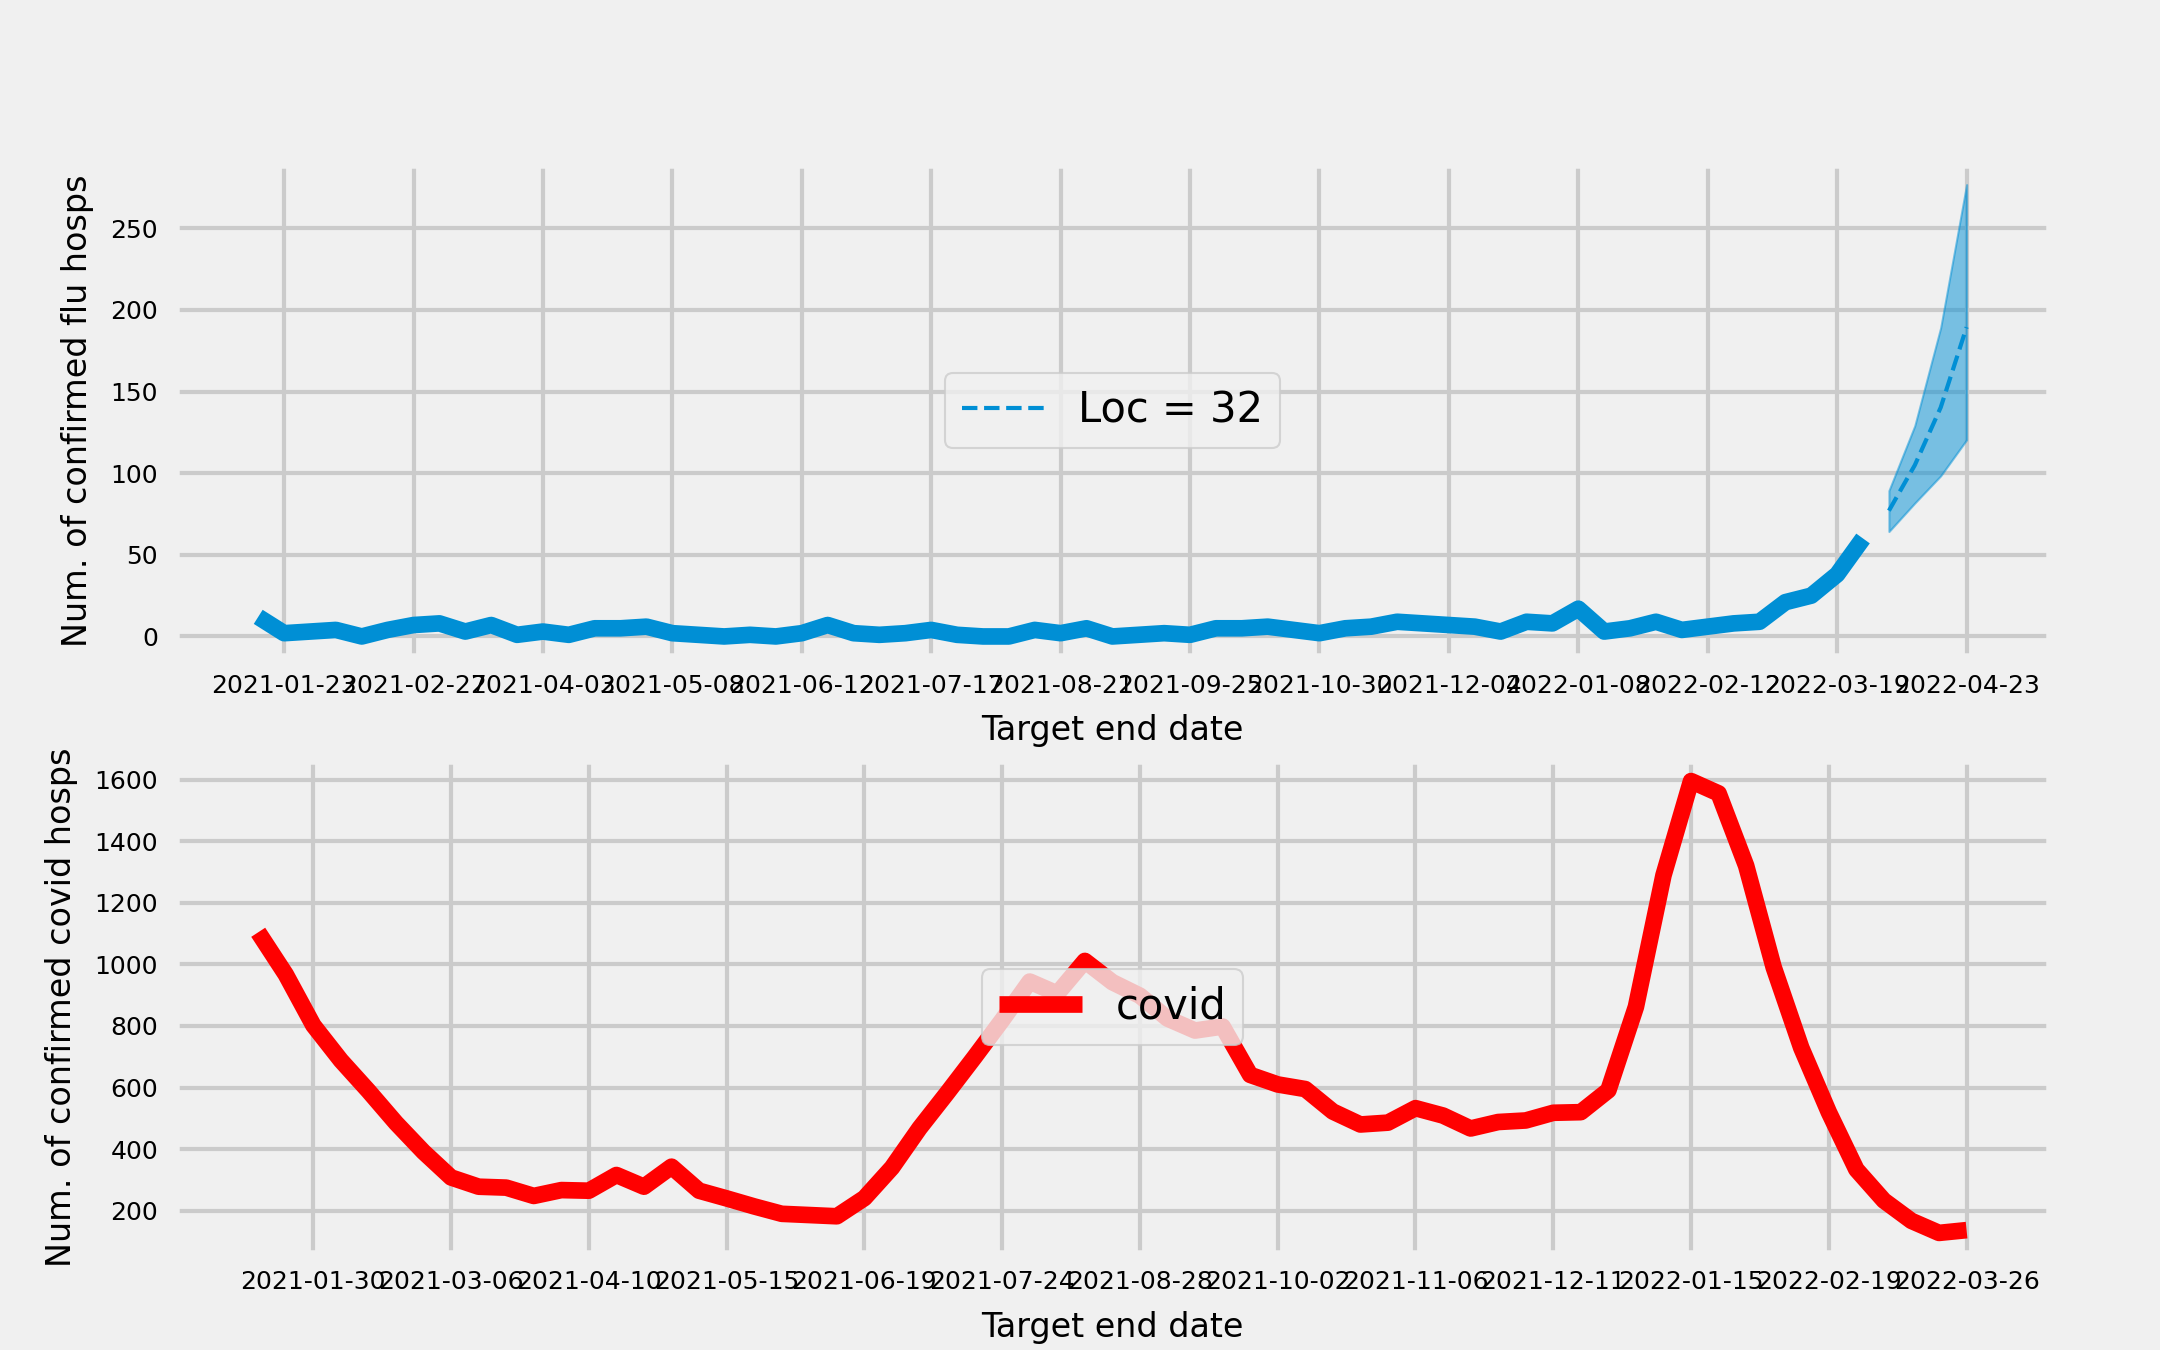 Num. of confirmed flu hosps
250
200
150
100
50
0
Loc = 32
2021-01-23 2021-02-27 2021-04-03 2021-05-08 2021-06-12 2021-07-17 2021-08-21 2021-09-25 2021-10-30 2021-12-04 2022-01-08 2022-02-12 2022-03-19 2022-04-23
Target end date
Num. of confirmed covid hosps
1600
1400
1200
1000
800
600
400
200
covid
2021-01-30 2021-03-06 2021-04-10 2021-05-15 2021-06-19 2021-07-24 2021-08-28 2021-10-02 2021-11-06 2021-12-11 2022-01-15 2022-02-19 2022-03-26
Target end date